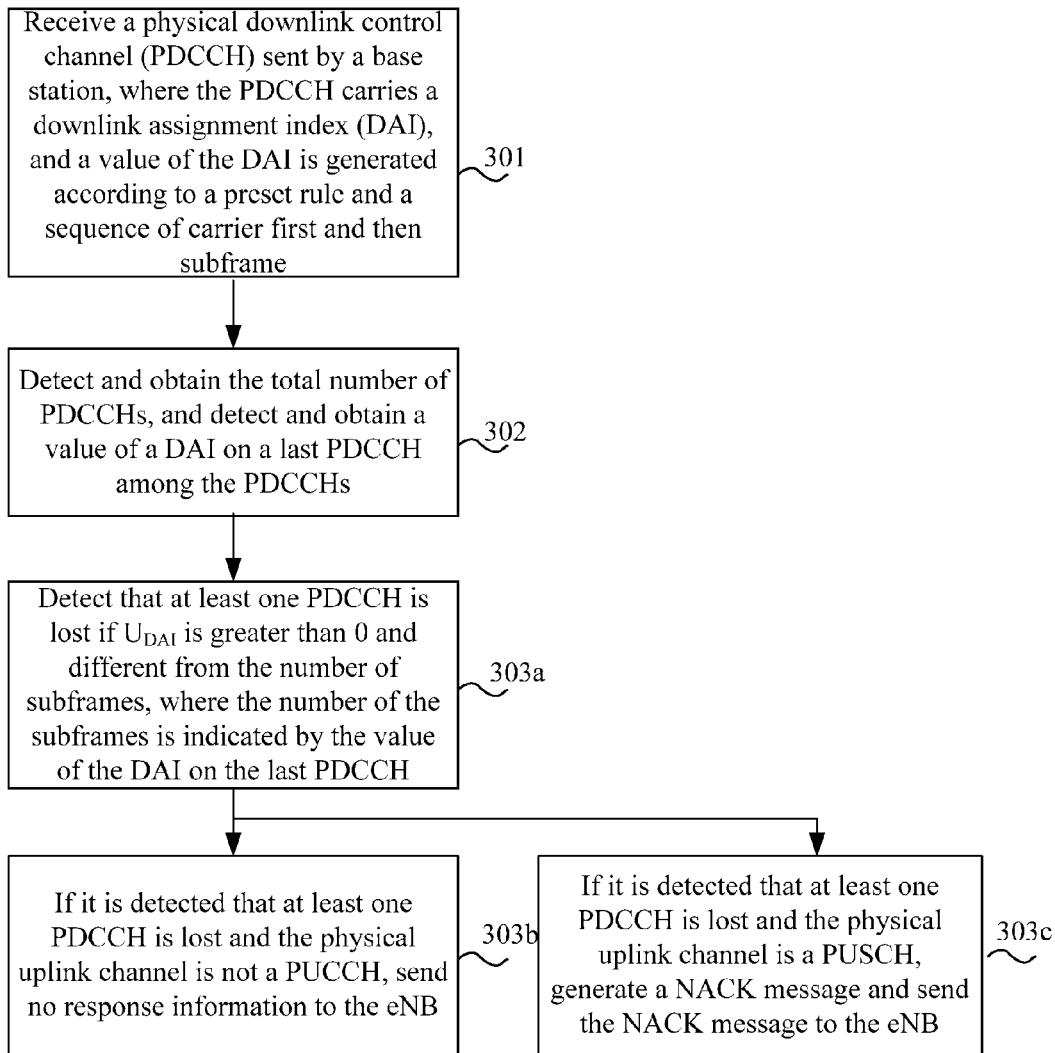 Receive a physical downlink control
channel (PDCCH) sent by a base
station, where the PDCCH carries a
downlink assignment index (DAI),
and a value of the DAI is generated
according to a preset rule and a
sequence of carrier first and then
subframe
301
Detect and obtain the total number of
PDCCHs, and detect and obtain a
value of a DAI on a last PDCCH
among the PDCCHs
302
Detect that at least one PDCCH is
lost if UDAI is greater than 0 and
different from the number of
subframes, where the number of the
subframes is indicated by the value
of the DAI on the last PDCCH
303a
If it is detected that at least one
PDCCH is lost and the physical
uplink channel is not a PUCCH, send
no response information to the eNB
303b
If it is detected that at least one
PDCCH is lost and the physical
uplink channel is a PUSCH,
generate a NACK message and send
the NACK message to the eNB
303c